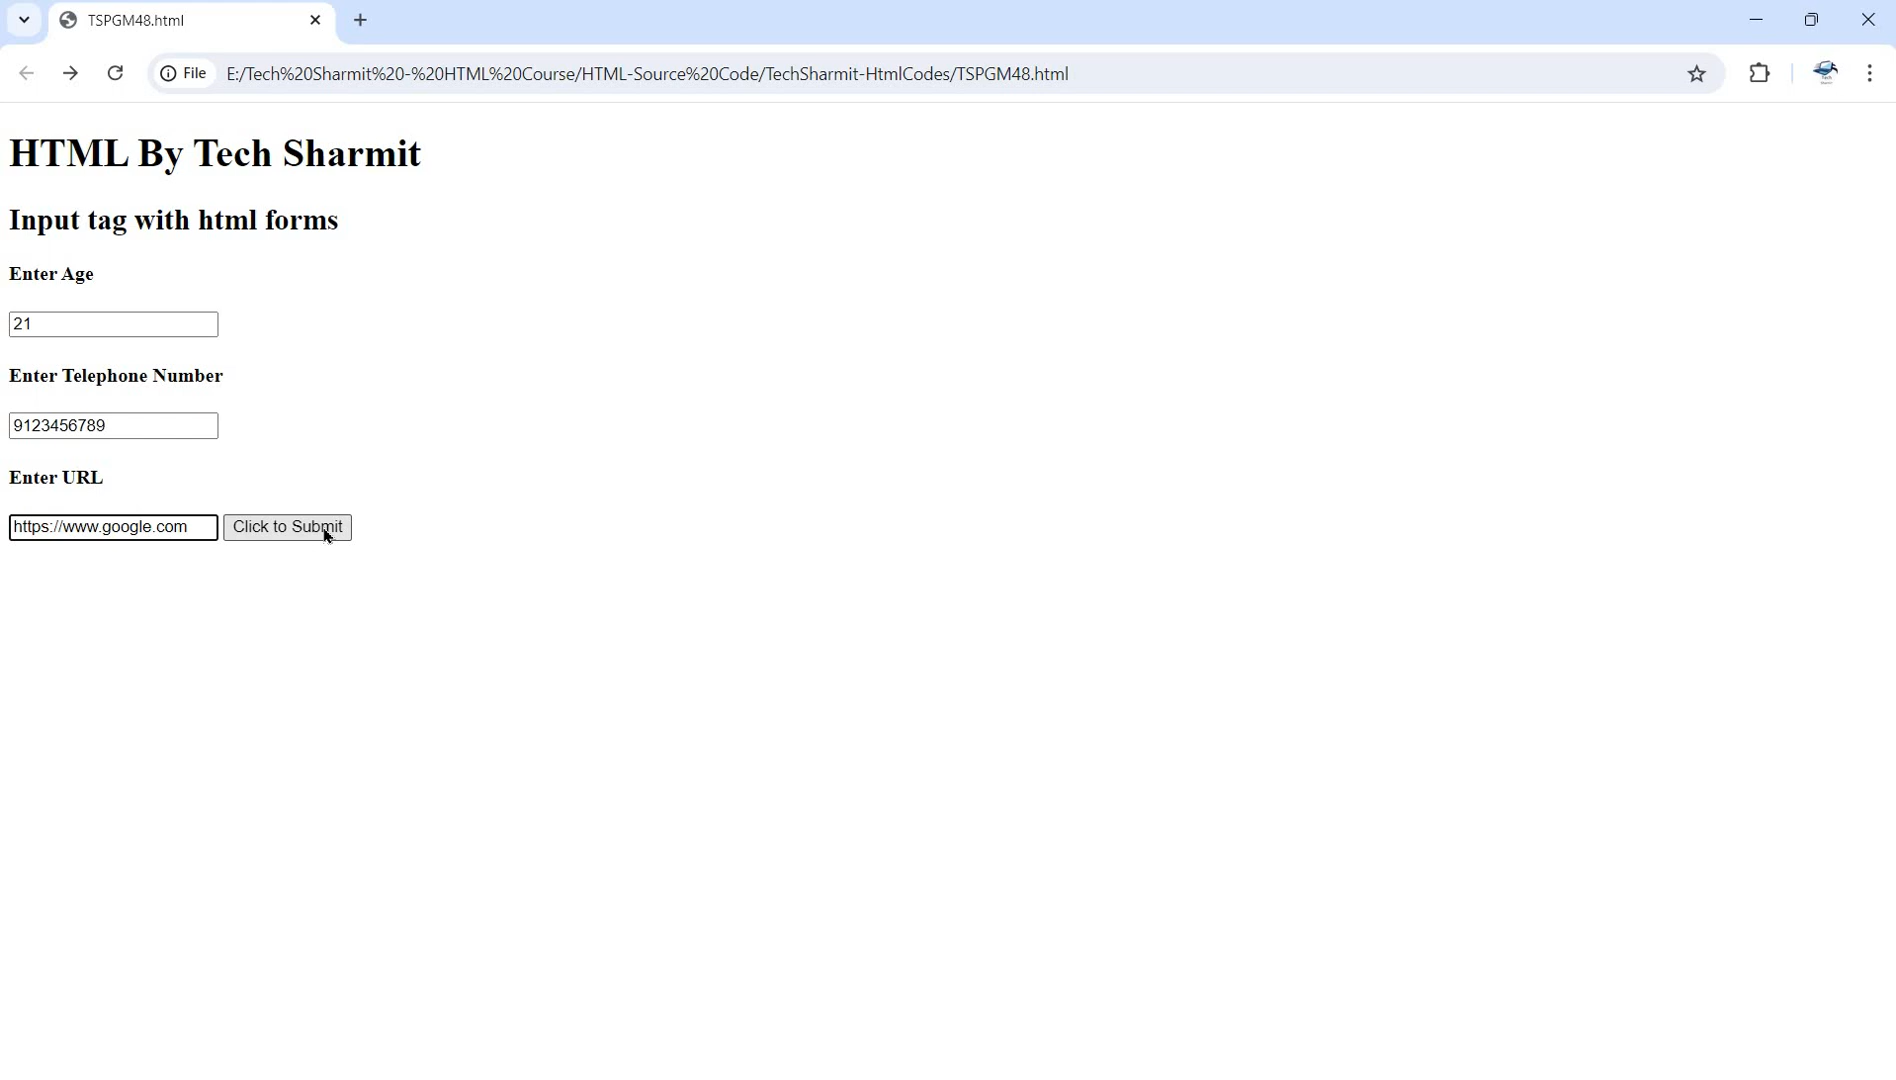 TSPGM48.html
File E:/Tech%20Sharmit%20-%20HTML%20Course/HTML-Source%20Code/TechSharmit-HtmlCodes/TSPGM48.html
HTML By Tech Sharmit
Input tag with html forms
Enter Age
21
Enter Telephone Number
9123456789
Enter URL
https://www.google.com Click to Submit